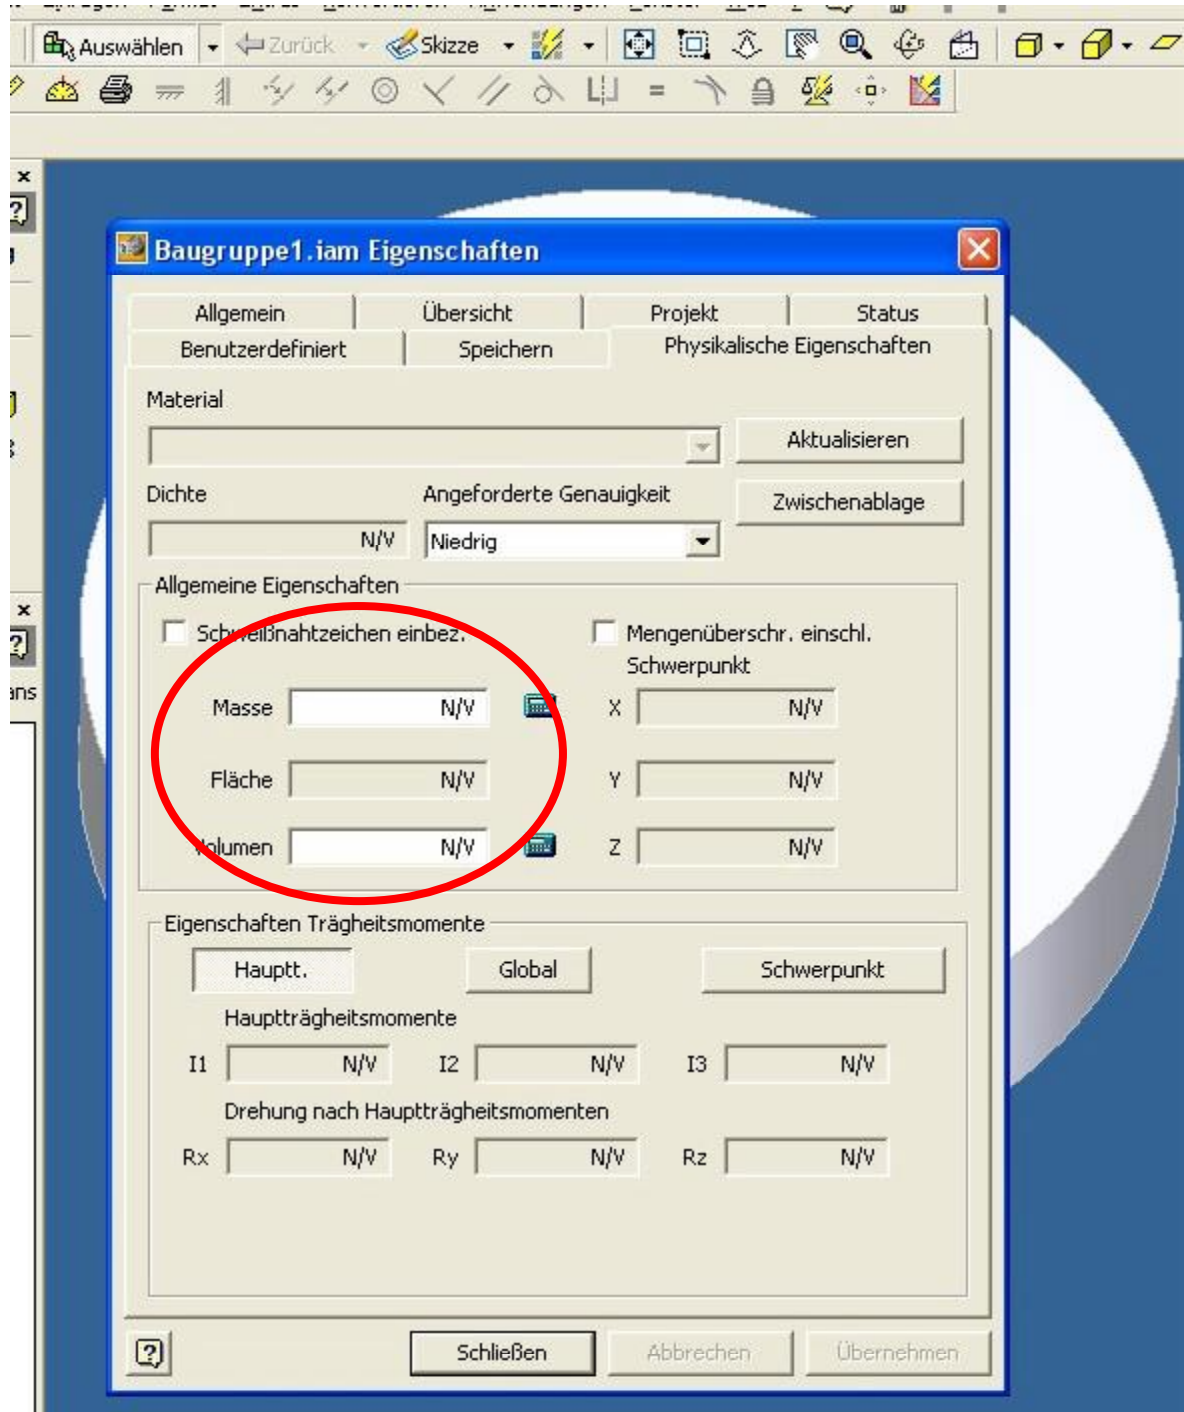 Auswählen Zurück Skizze
ans
Baugruppe1.iam Eigenschaften
Allgemein Übersicht Projekt Status
Benutzerdefiniert Speichern Physikalische Eigenschaften
Material
Aktualisieren
Dichte Angeforderte Genauigkeit
Zwischenablage
N/V Niedrig
Allgemeine Eigenschaften
Schweißnahtzeichen einbez. Mengenüberschr. einschl.
Schwerpunkt
Masse N/V X N/V
Fläche N/V Y N/V
Volumen N/V Z N/V
Eigenschaften Trägheitsmomente
Hauptt. Global Schwerpunkt
Hauptträgheitsmomente
I1 N/V I2 N/V I3 N/V
Drehung nach Hauptträgheitsmomenten
Rx N/V Ry N/V Rz N/V
Schließen Abbrechen Übernehmen